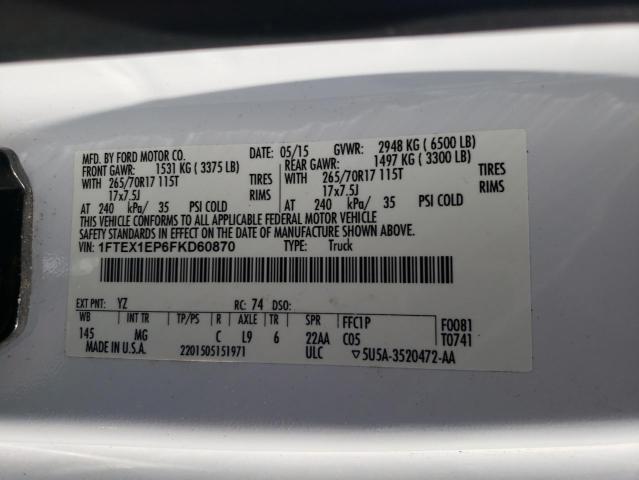 MFD. BY FORD MOTOR CO. DATE: 05/15 GVWR: 2948 KG ( 6500 LB)
FRONT GAWR: 1531 KG ( 3375 LB) REAR GAWR: 1497 KG ( 3300 LB)
WITH 265/70R17 115T TIRES WITH 265/70R17 115T TIRES
17x7.5J RIMS 17x7.5J RIMS
AT 240 kPa/ 35 PSI COLD AT 240 kPa/ 35 PSI COLD
THIS VEHICLE CONFORMS TO ALL APPLICABLE FEDERAL MOTOR VEHICLE
SAFETY STANDARDS IN EFFECT ON THE DATE OF MANUFACTURE SHOWN ABOVE.
VIN: 1FTEX1EP6FKD60870 TYPE: Truck
EXT PNT: YZ RC: 74 DSO:
WB INT TR TP/PS R AXLE TR SPR FFC1P F0081
145 MG C L9 6 22AA C05 T0741
MADE IN U.S.A. 2201505151971 ULC ▽5U5A-3520472-AA